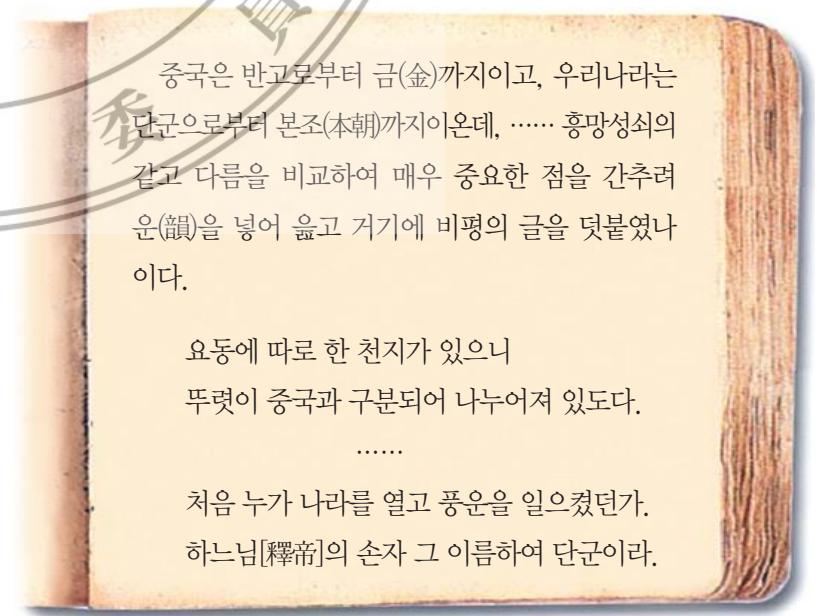 중국은 반고로부터 금(金)까지이고, 우리나라는
단군으로부터 본조(本朝)까지이온데, …… 흥망성쇠의
같고 다름을 비교하여 매우 중요한 점을 간추려
운(韻)을 넣어 읊고 거기에 비평의 글을 덧붙였나
이다.
요동에 따로 한 천지가 있으니
뚜렷이 중국과 구분되어 나누어져 있도다.
……
처음 누가 나라를 열고 풍운을 일으켰던가.
하느님[釋帝]의 손자 그 이름하여 단군이라.
委
員